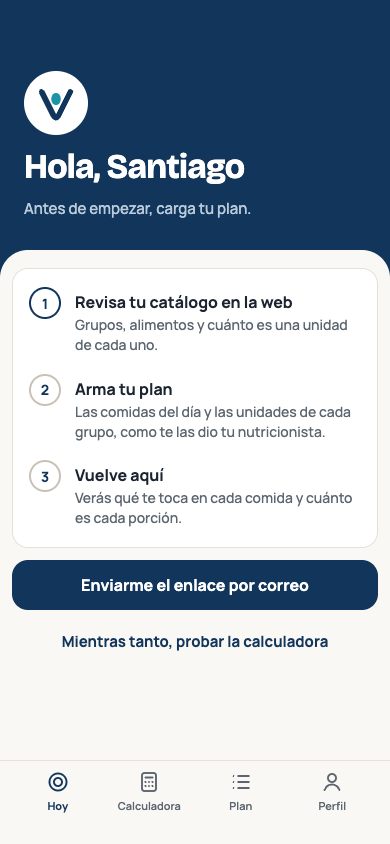 Hola, Santiago
Antes de empezar, carga tu plan.
1
Revisa tu catálogo en la web
Grupos, alimentos y cuánto es una unidad
de cada uno.
2
Arma tu plan
Las comidas del día y las unidades de cada
grupo, como te las dio tu nutricionista.
3
Vuelve aquí
Verás qué te toca en cada comida y cuánto
es cada porción.
Enviarme el enlace por correo
Mientras tanto, probar la calculadora
Hoy
Calculadora
Plan
Perfil